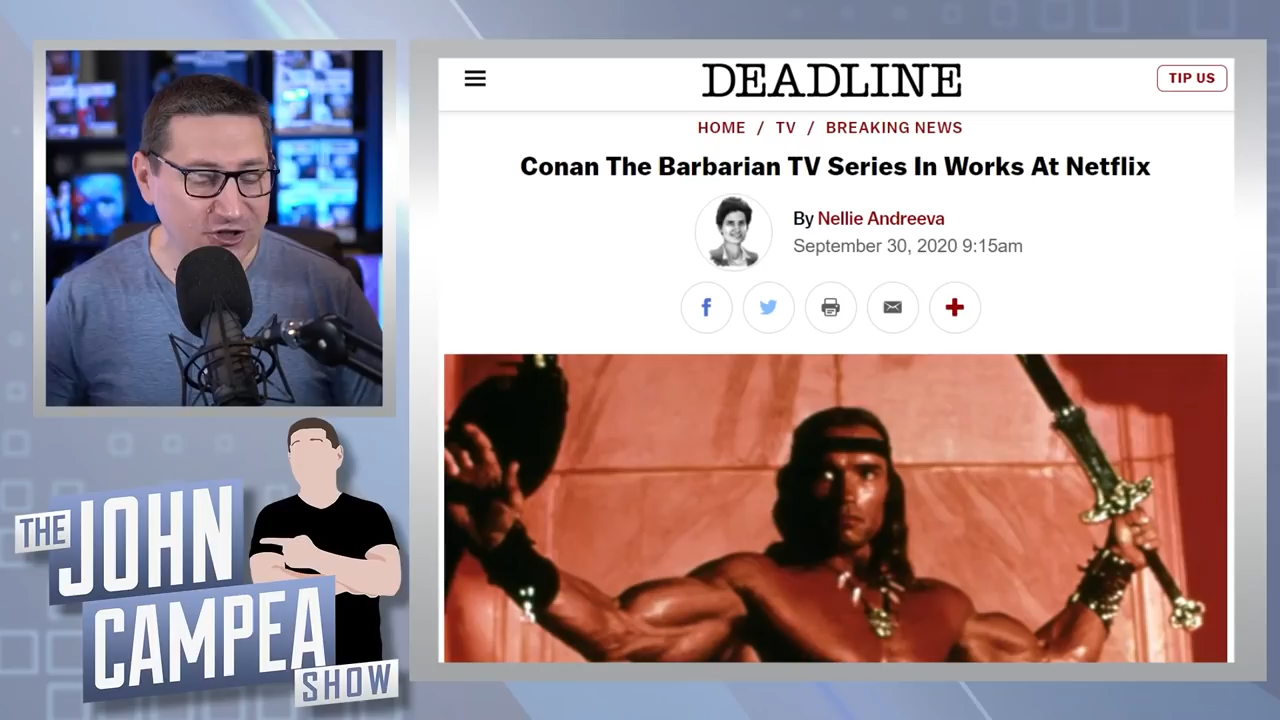 DEADLINE
TIP US
HOME / TV / BREAKING NEWS
Conan The Barbarian TV Series In Works At Netflix
By Nellie Andreeva
September 30, 2020 9:15am
THE
JOHN
CAMPEA
SHOW